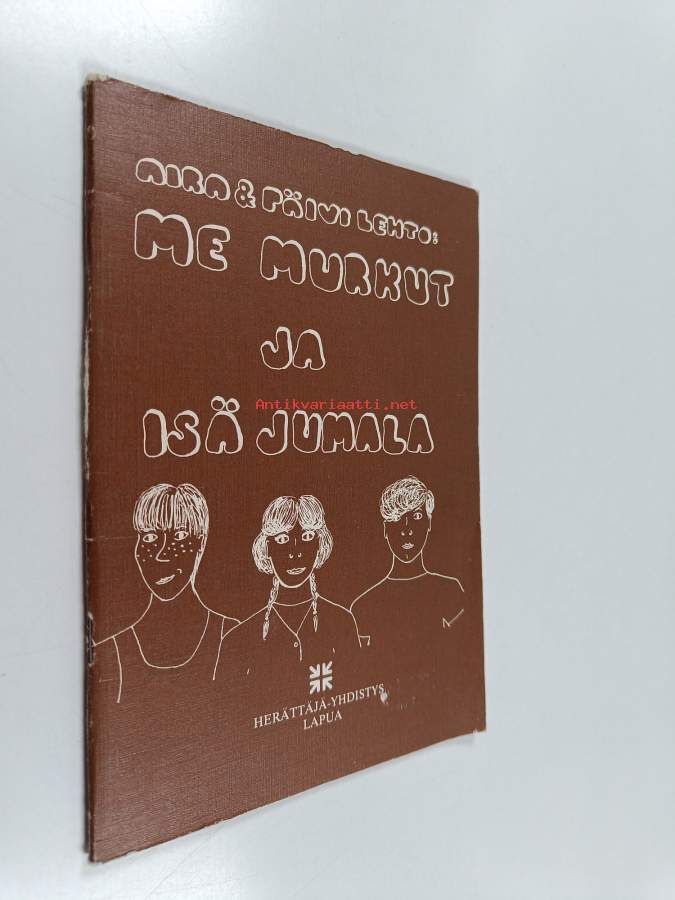 AIRA & PÄIVI LEHTO:
ME MURKUT
JA
Antikvariaatti.net
ISÄ JUMALA
HERÄTTÄJÄ-YHDISTYS
LAPUA